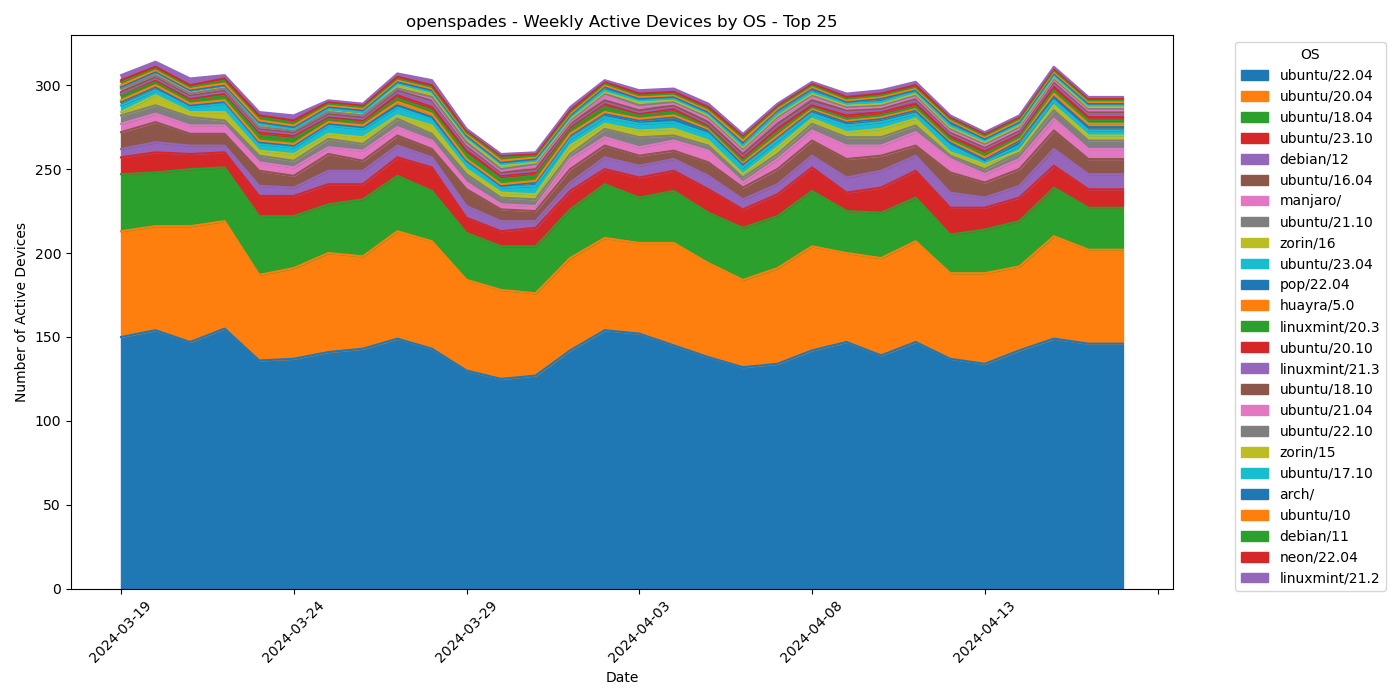 openspades - Weekly Active Devices by OS - Top 25
Number of Active Devices
300
250
200
150
100
50
0
2024-03-19
2024-03-24
2024-03-29
2024-04-03
2024-04-08
2024-04-13
Date
OS
ubuntu/22.04
ubuntu/20.04
ubuntu/18.04
ubuntu/23.10
debian/12
ubuntu/16.04
manjaro/
ubuntu/21.10
zorin/16
ubuntu/23.04
pop/22.04
huayra/5.0
linuxmint/20.3
ubuntu/20.10
linuxmint/21.3
ubuntu/18.10
ubuntu/21.04
ubuntu/22.10
zorin/15
ubuntu/17.10
arch/
ubuntu/10
debian/11
neon/22.04
linuxmint/21.2